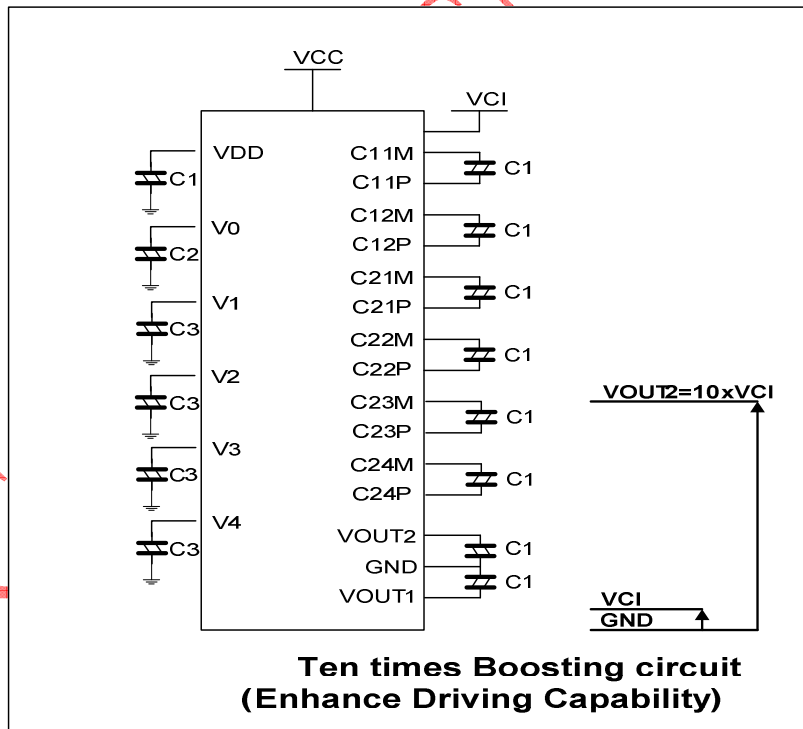 VCC
VCI
VDD
C1
V0
C2
V1
C3
V2
C3
V3
C3
V4
C3
C11M
C11P
C1
C12M
C12P
C1
C21M
C21P
C1
C22M
C22P
C1
C23M
C23P
C1
C24M
C24P
C1
VOUT2
GND
VOUT1
C1
C1
VOUT2=10xVCI
VCI
GND
Ten times Boosting circuit
(Enhance Driving Capability)